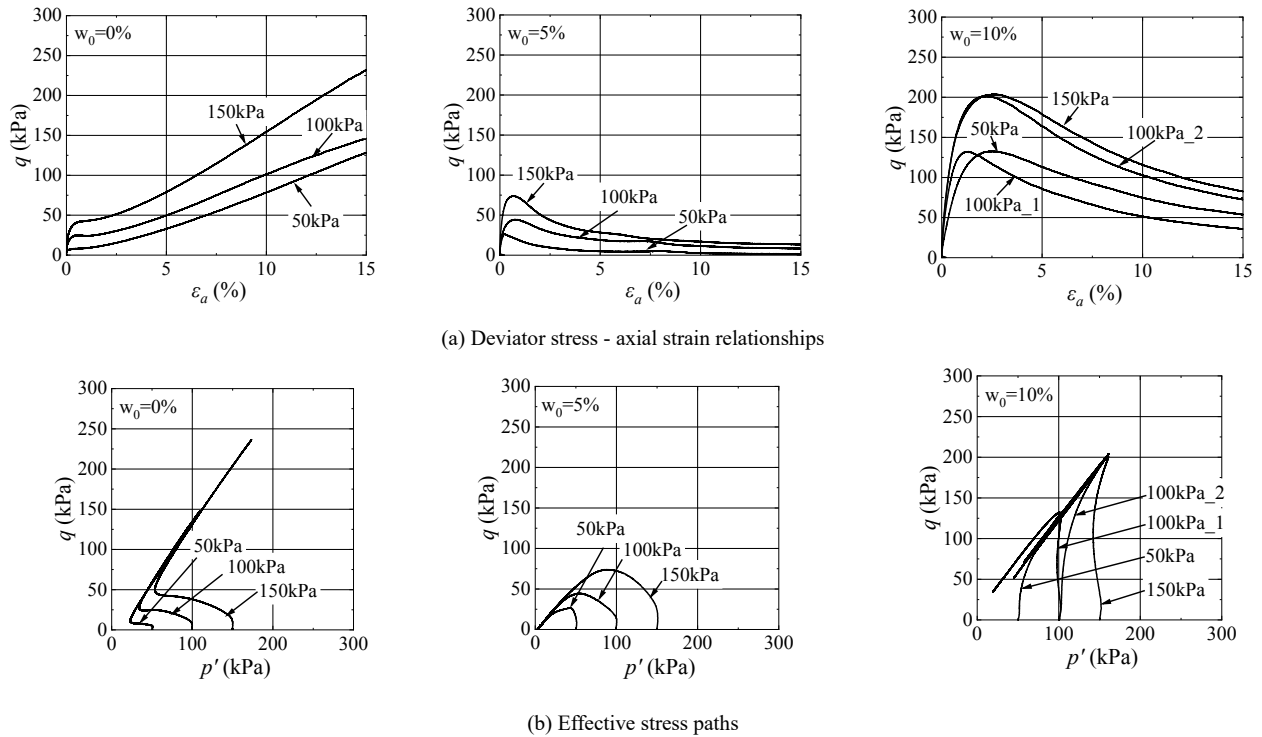 w₀=0%
300
250
200
150
100
50
0
q (kPa)
150kPa
100kPa
50kPa
0
5
10
15
εₐ (%)
w₀=5%
300
250
200
150
100
50
0
q (kPa)
150kPa
100kPa
50kPa
0
5
10
15
εₐ (%)
w₀=10%
300
250
200
150
100
50
0
q (kPa)
150kPa
50kPa
100kPa_2
100kPa_1
0
5
10
15
εₐ (%)
(a) Deviator stress - axial strain relationships
w₀=0%
300
250
200
150
100
50
0
q (kPa)
50kPa
100kPa
150kPa
0
100
200
300
p′ (kPa)
w₀=5%
300
250
200
150
100
50
0
q (kPa)
50kPa
100kPa
150kPa
0
100
200
300
p′ (kPa)
w₀=10%
300
250
200
150
100
50
0
q (kPa)
100kPa_2
100kPa_1
50kPa
150kPa
0
100
200
300
p′ (kPa)
(b) Effective stress paths